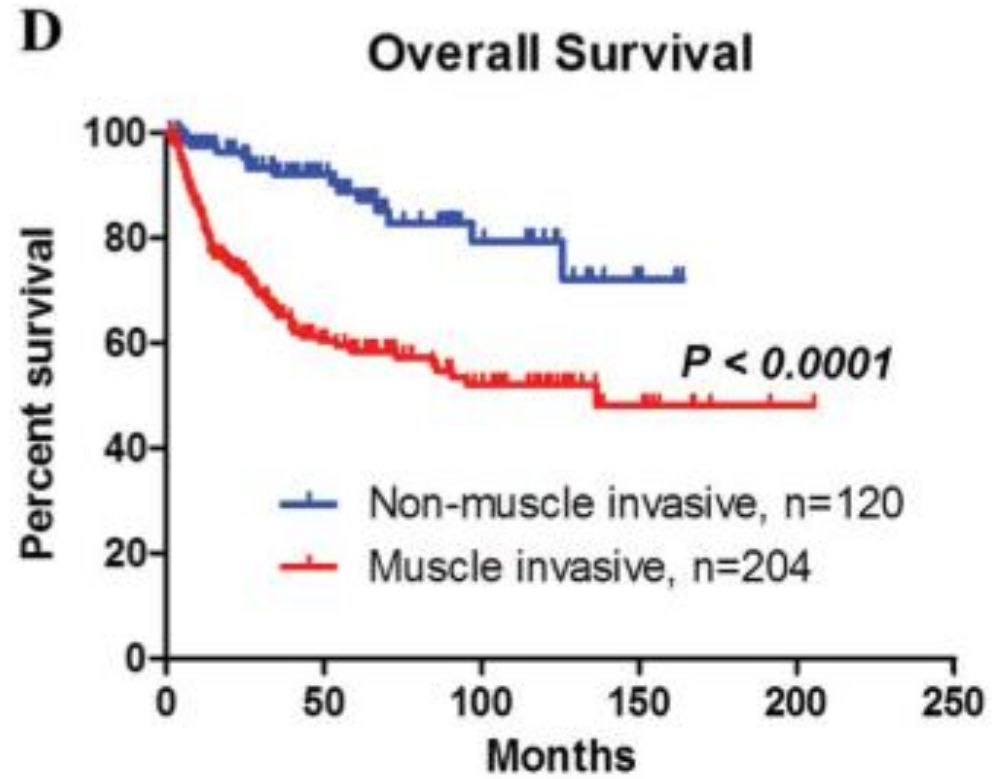 D
Overall Survival
Percent survival
100
80
60
40
20
0
P < 0.0001
Non-muscle invasive, n=120
Muscle invasive, n=204
0 50 100 150 200 250
Months